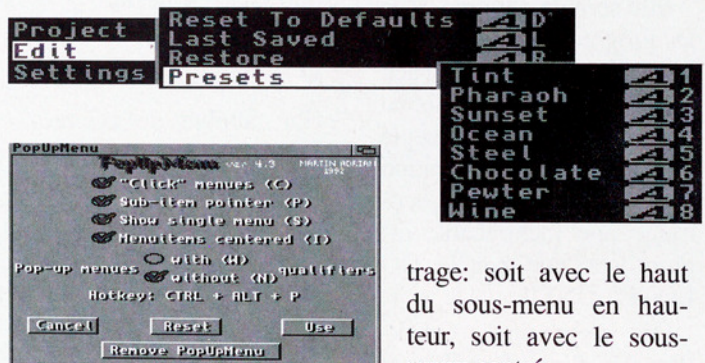 Project
Edit
Settings
Reset To Defaults A D
Last Saved A L
Restore A R
Presets
Tint A 1
Pharaoh A 2
Sunset A 3
Ocean A 4
Steel A 5
Chocolate A 6
Pewter A 7
Wine A 8
PopUpMenu
PopUpMenu ver 4.3 MARTIN ADRIAN
1992
"Click" menues (C)
Sub-item pointer (P)
Show single menu (S)
Menuitems centered (I)
Pop-up menues with (W)
without (N) qualifiers
Hotkey: CTRL + ALT + P
Cancel Reset Use
Remove PopUpMenu
trage: soit avec le haut
du sous-menu en hau-
teur, soit avec le sous-